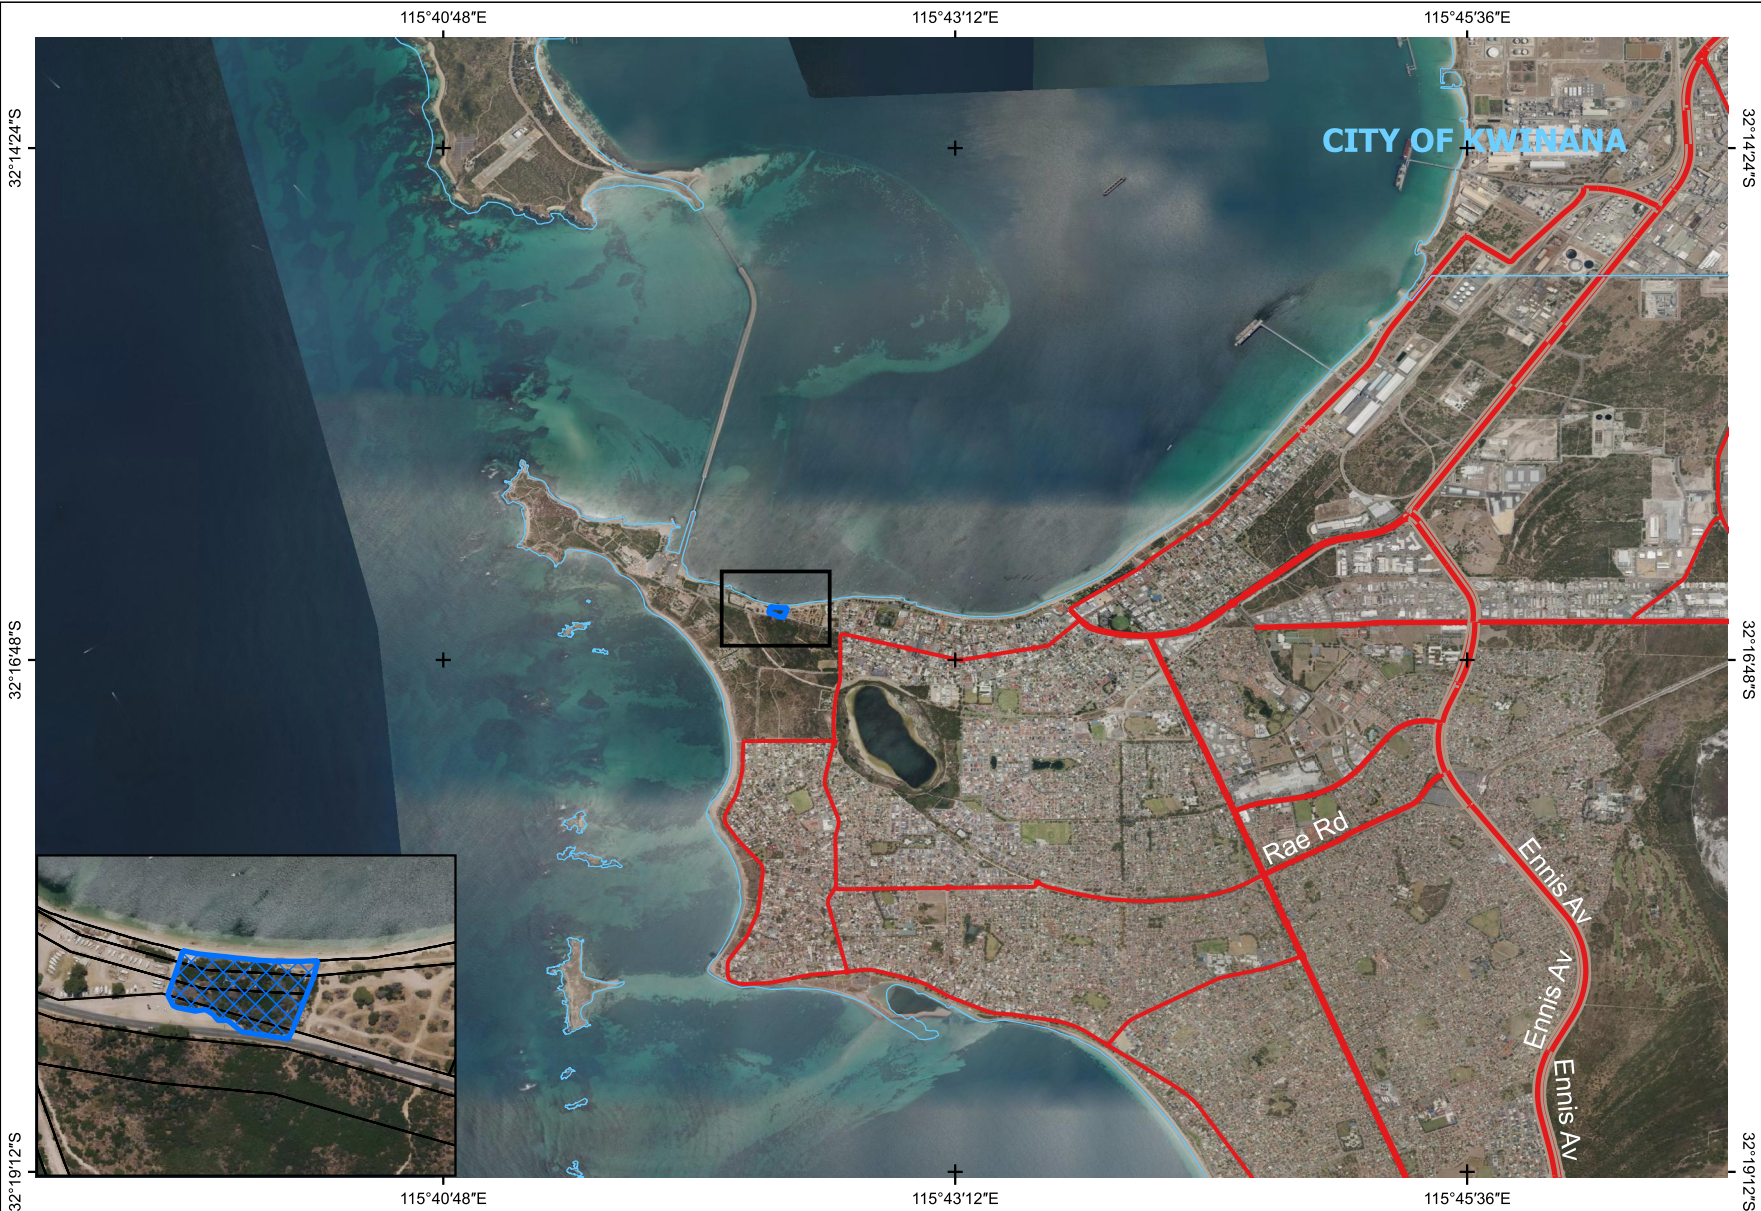 115°40'48"E
115°43'12"E
115°45'36"E
32°14'24"S
32°14'24"S
CITY OF KWINANA
32°16'48"S
32°16'48"S
Rae Rd
Ennis Av
Ennis Av
Ennis Av
32°19'12"S
32°19'12"S
115°40'48"E
115°43'12"E
115°45'36"E